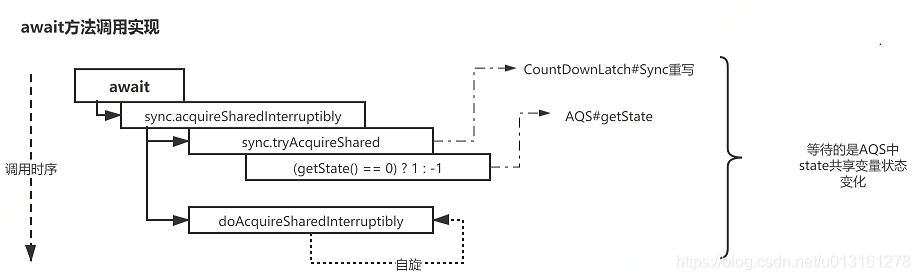 await方法调用实现
await
CountDownLatch#Sync重写
sync.acquireSharedInterruptibly
AQS#getState
sync.tryAcquireShared
等待的是AQS中
state共享变量状态
变化
调用时序
(getState() == 0) ? 1 : -1
doAcquireSharedInterruptibly
自旋
https://blog.csdn.net/u013161278